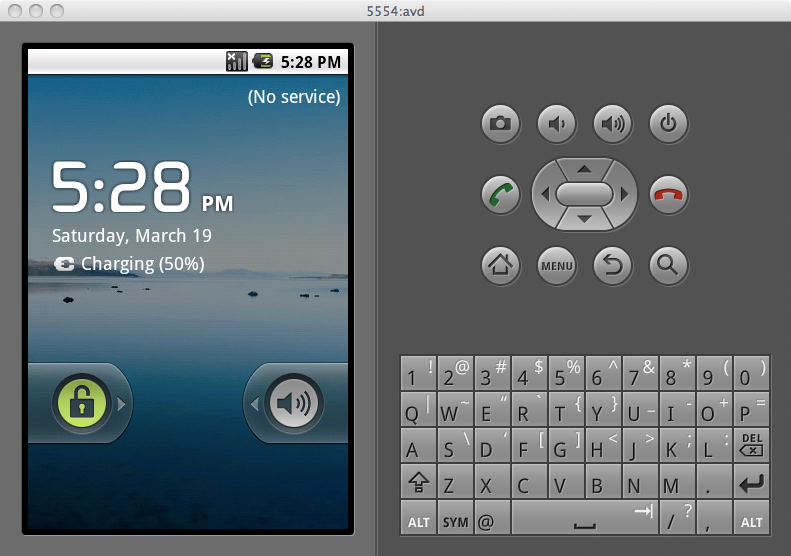 5554:avd
5:28 PM
(No service)
5:28 PM
Saturday, March 19
Charging (50%)
MENU
1 ! 2 @ 3 # 4 $ 5 % 6 ^ 7 & 8 * 9 ( 0 )
Q | W ~ E “ R ` T { Y } U _ I - O + P =
A S \ D ‘ F [ G ] H < J > K ; L : DEL
Z X C V B N M .
ALT SYM @ / ? , ALT